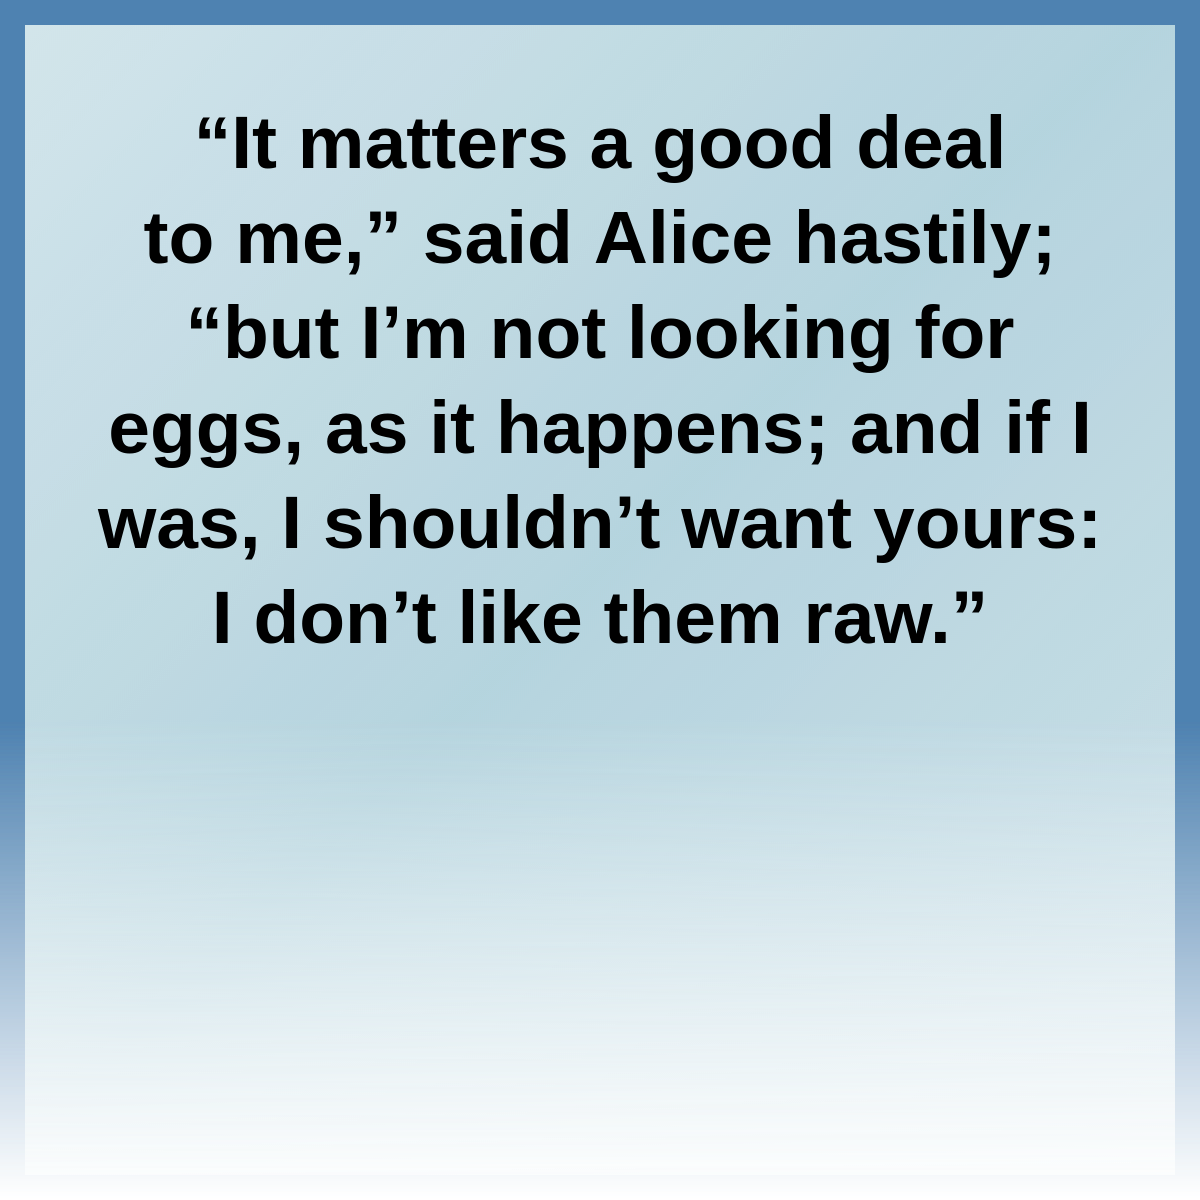 “It matters a good deal
to me,” said Alice hastily;
“but I’m not looking for
eggs, as it happens; and if I
was, I shouldn’t want yours:
I don’t like them raw.”